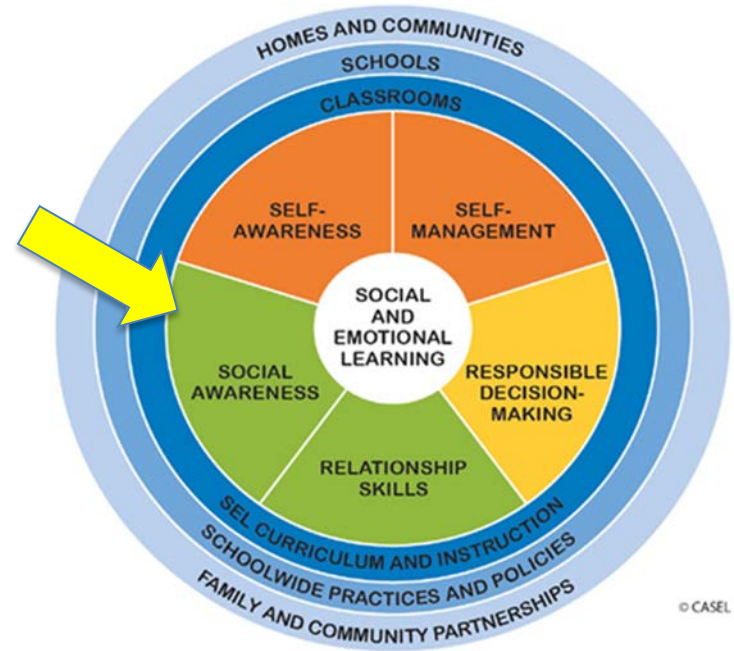 HOMES AND COMMUNITIES
SCHOOLS
CLASSROOMS
SELF-
AWARENESS
SELF-
MANAGEMENT
SOCIAL
AND
EMOTIONAL
LEARNING
SOCIAL
AWARENESS
RESPONSIBLE
DECISION-
MAKING
RELATIONSHIP
SKILLS
SEL CURRICULUM AND INSTRUCTION
SCHOOLWIDE PRACTICES AND POLICIES
FAMILY AND COMMUNITY PARTNERSHIPS
© CASEL